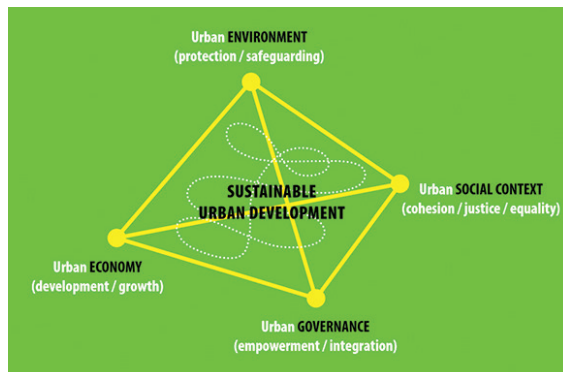 Urban ENVIRONMENT
(protection / safeguarding)
SUSTAINABLE
URBAN DEVELOPMENT
Urban SOCIAL CONTEXT
(cohesion / justice / equality)
Urban ECONOMY
(development / growth)
Urban GOVERNANCE
(empowerment / integration)